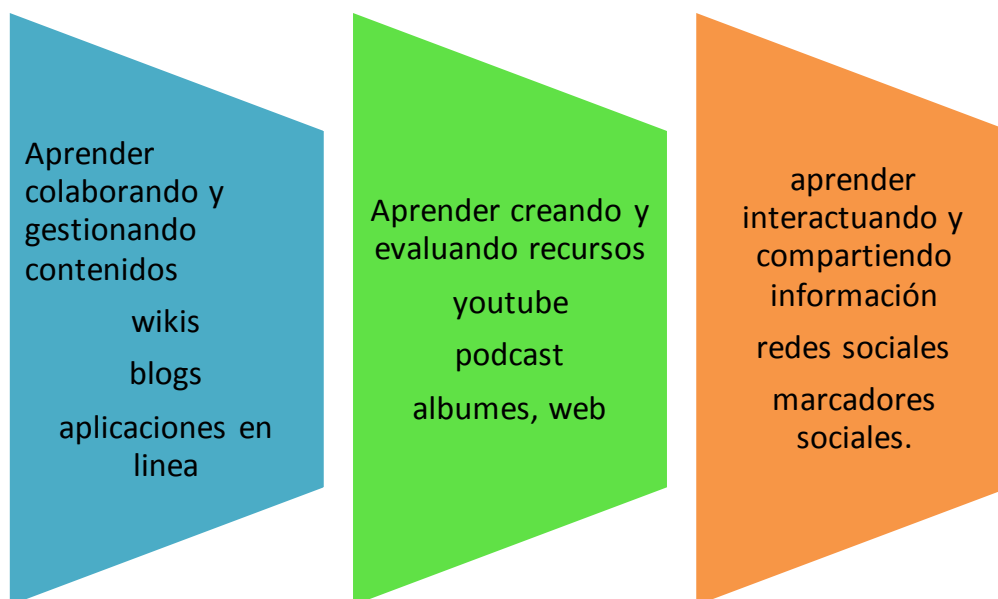 Aprender
colaborando y
gestionando
contenidos
wikis
blogs
aplicaciones en
linea
Aprender creando y
evaluando recursos
youtube
podcast
albumes, web
aprender
interactuando y
compartiendo
información
redes sociales
marcadores
sociales.